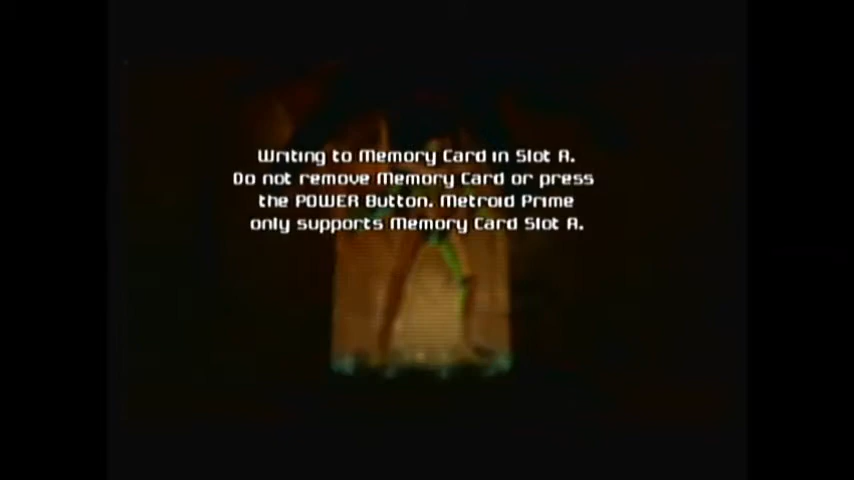 Writing to Memory Card in Slot A.
Do not remove Memory Card or press
the POWER Button. Metroid Prime
only supports Memory Card Slot A.